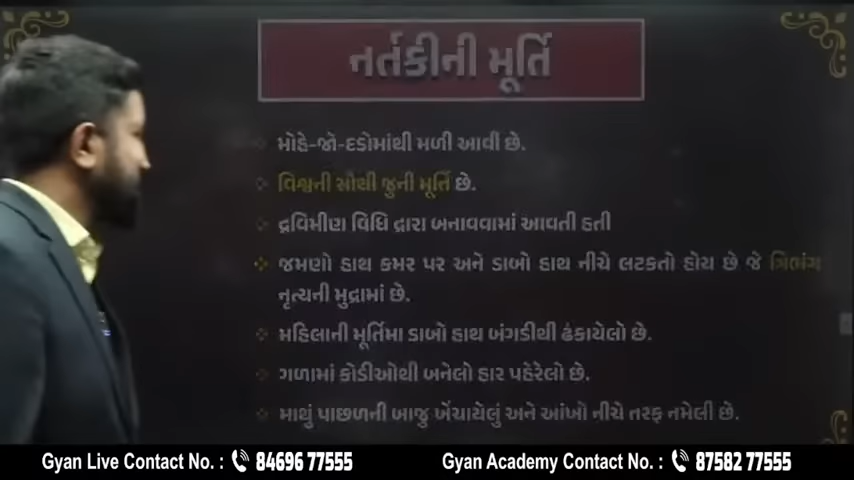 નર્તકીની મૂર્તિ
મોહે-જો-દડોમાંથી મળી આવી છે.
વિશ્વની સૌથી જુની મૂર્તિ છે.
દ્રવિમીણ વિધિ દ્વારા બનાવવામાં આવતી હતી
જમણો હાથ કમર પર અને ડાબો હાથ નીચે લટકતો હોય છે જે ત્રિભંગ
નૃત્યની મુદ્રામાં છે.
મહિલાની મૂર્તિમા ડાબો હાથ બંગડીથી ઢંકાયેલો છે.
ગળામાં કોડીઓથી બનેલો હાર પહેરેલો છે.
માથું પાછળની બાજુ ખેંચાયેલું અને આંખો નીચે તરફ નમેલી છે.
Gyan Live Contact No. : 84696 77555
Gyan Academy Contact No. : 87582 77555